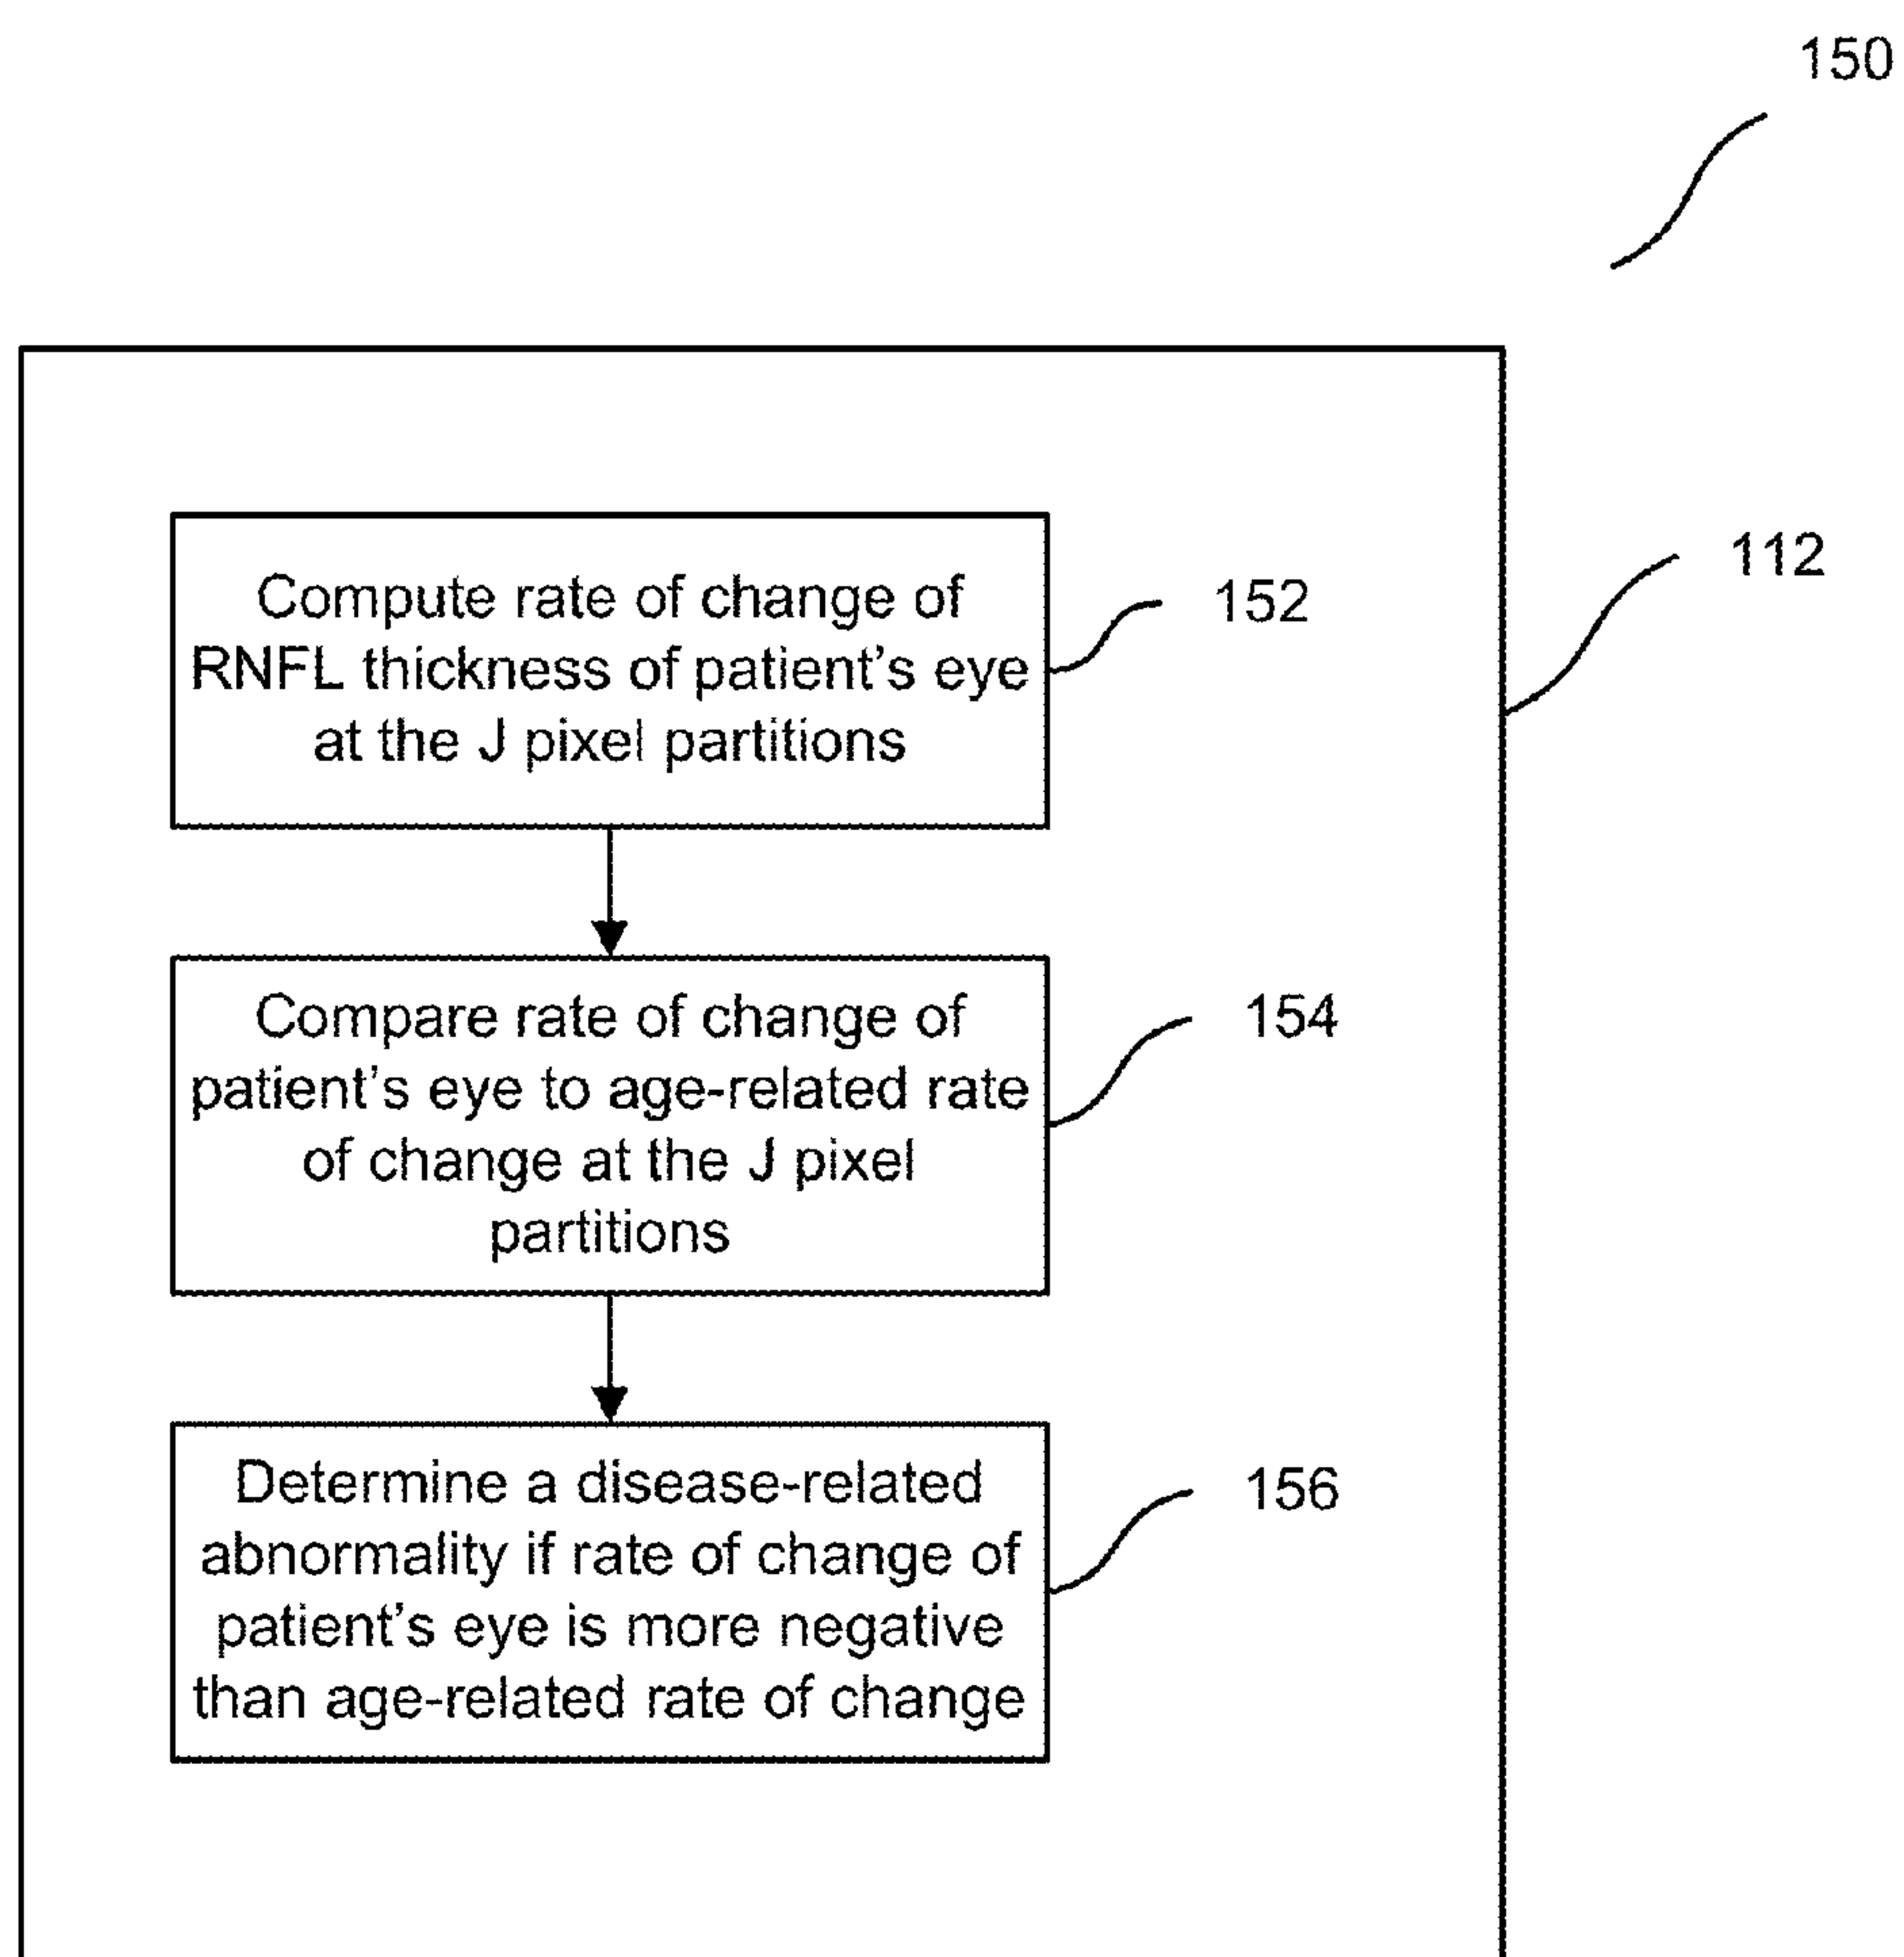 150
112
Compute rate of change of
RNFL thickness of patient's eye
at the J pixel partitions
152
Compare rate of change of
patient's eye to age-related rate
of change at the J pixel
partitions
154
Determine a disease-related
abnormality if rate of change of
patient's eye is more negative
than age-related rate of change
156